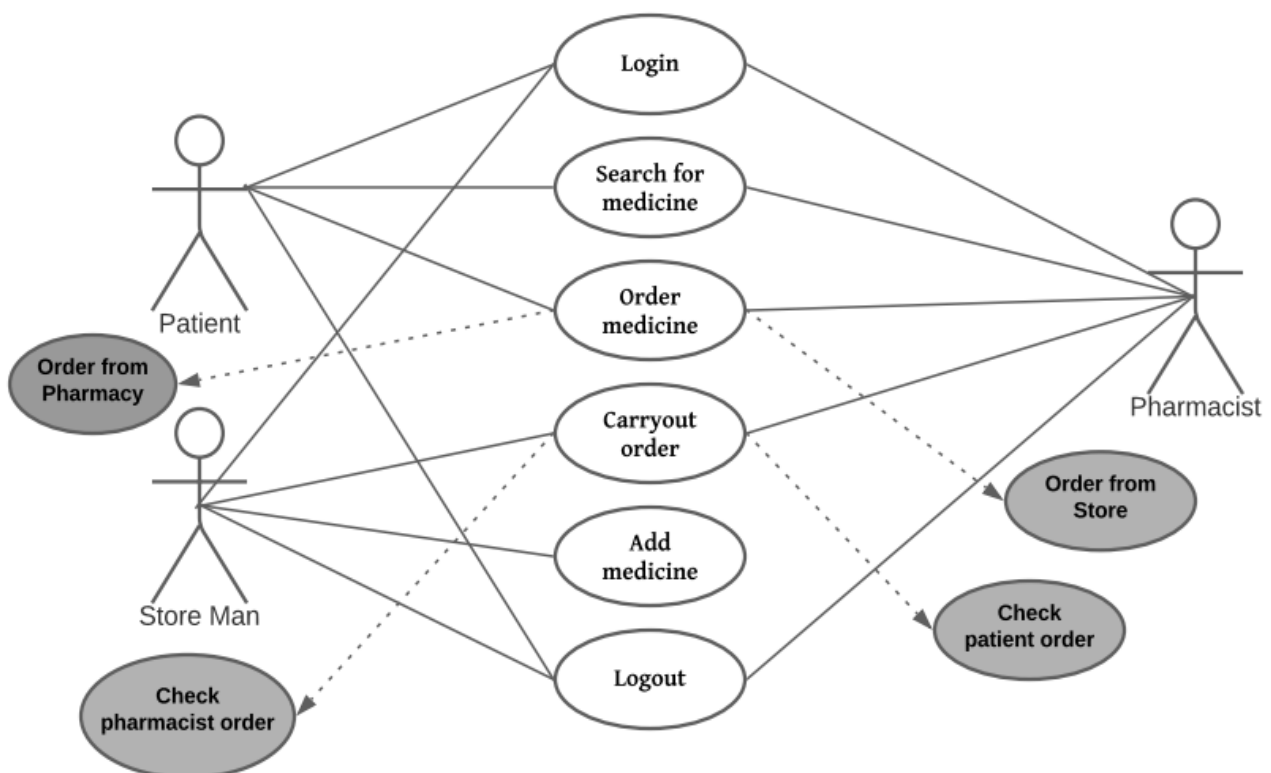 Login
Search for
medicine
Order
medicine
Patient
Order from
Pharmacy
Pharmacist
Carryout
order
Order from
Store
Add
medicine
Store Man
Check
patient order
Logout
Check
pharmacist order